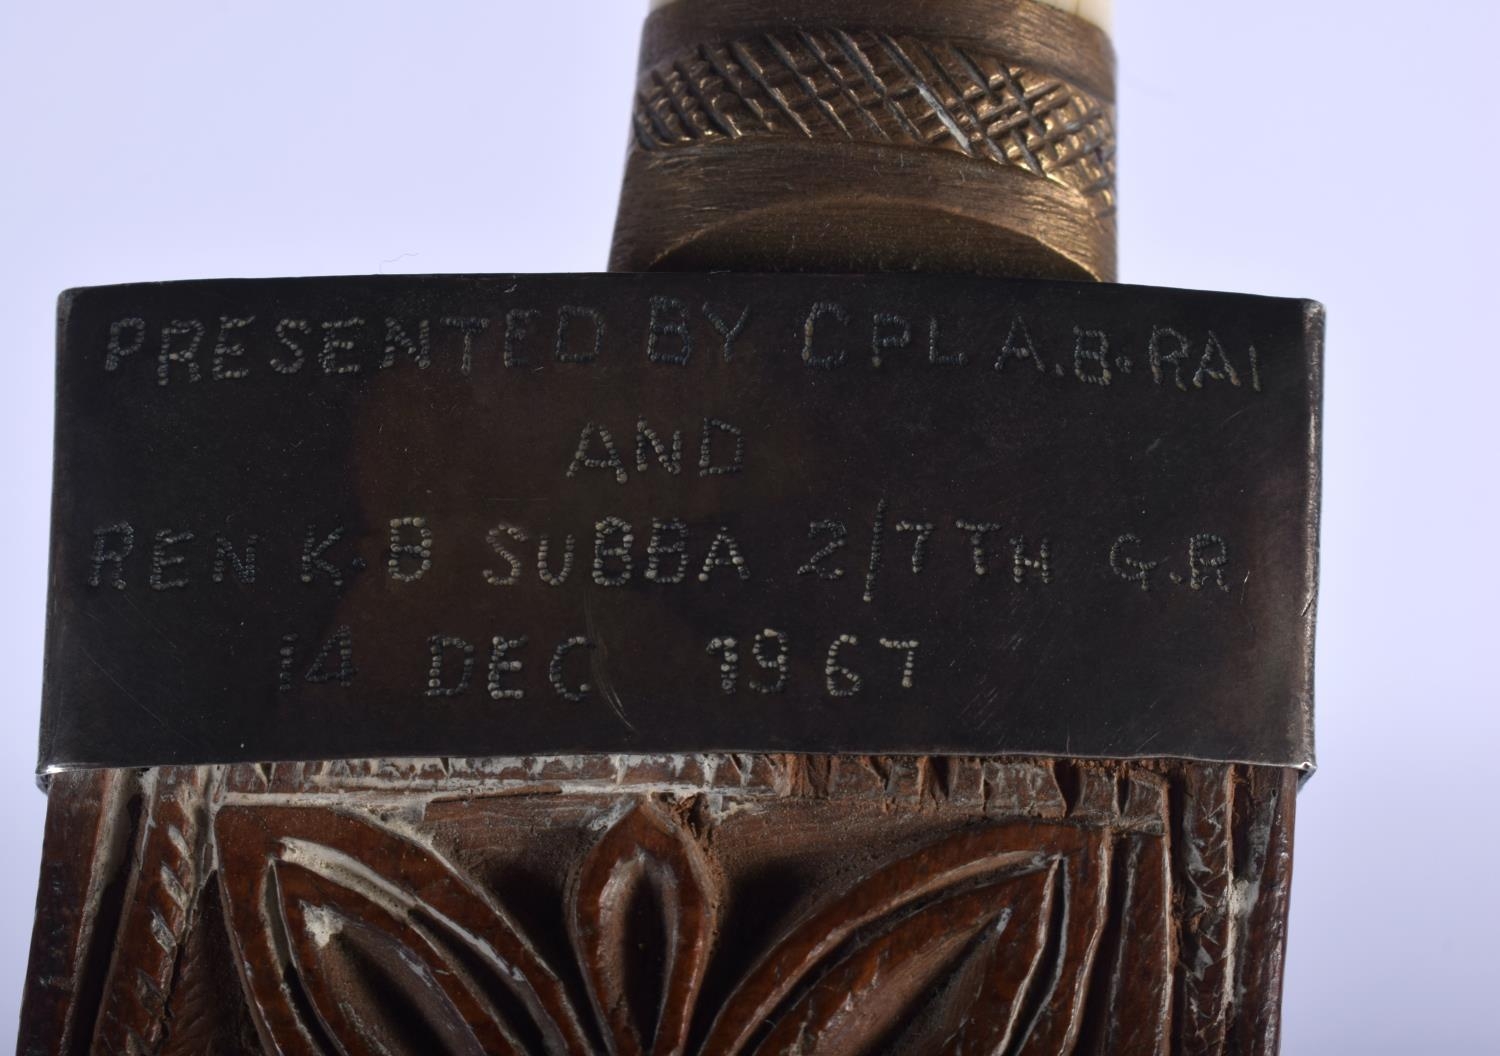 PRESENTED BY CPL A.B. RAI
AND
REN K.B SUBBA 2/7TH G.R
14 DEC 1967